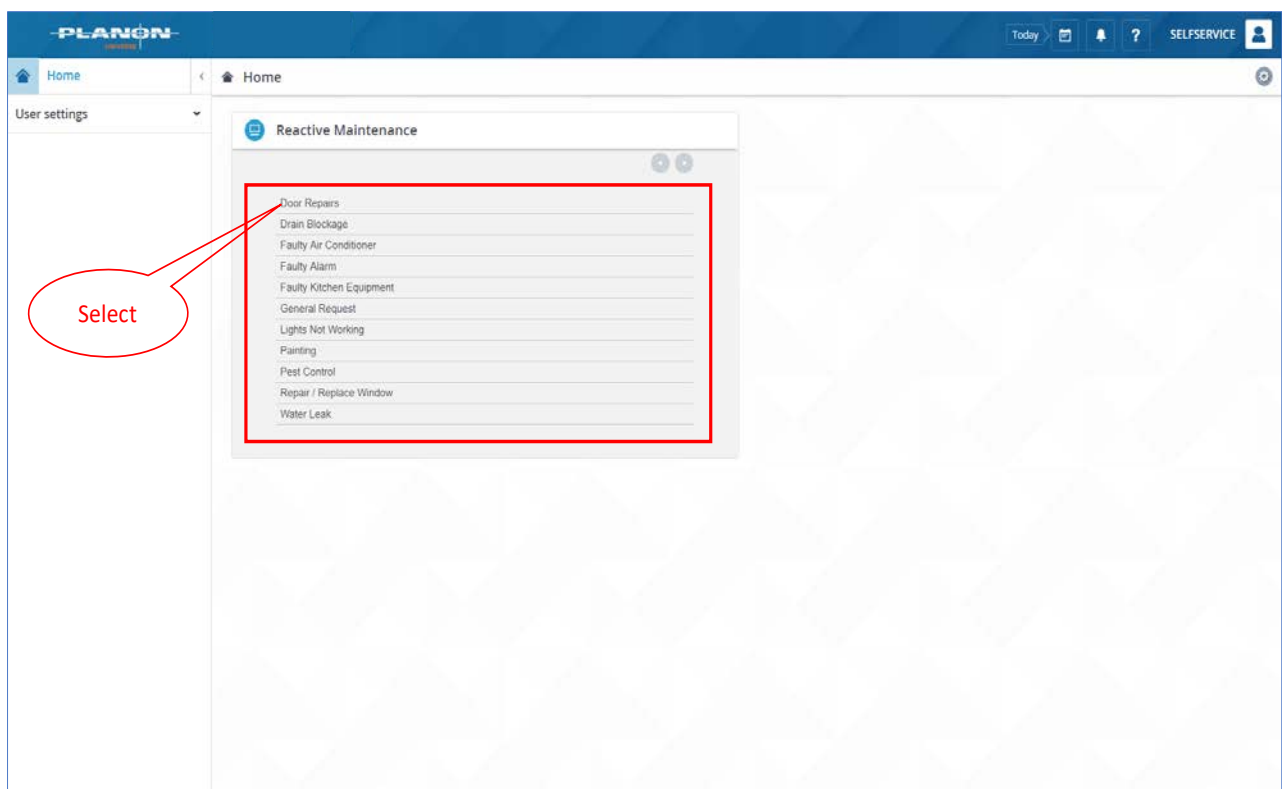 PLANON
Today
?
SELFSERVICE
Home
Home
User settings
Reactive Maintenance
Door Repairs
Drain Blockage
Faulty Air Conditioner
Faulty Alarm
Faulty Kitchen Equipment
General Request
Lights Not Working
Painting
Pest Control
Repair / Replace Window
Water Leak
Select